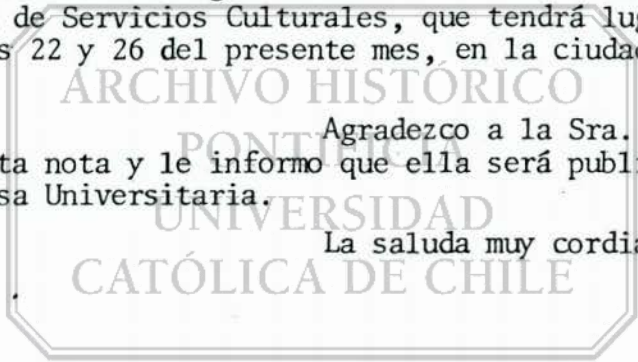 de Servicios Culturales, que tendrá lug
s 22 y 26 del presente mes, en la ciudad
ARCHIVO HISTÓRICO
Agradezco a la Sra.
PONTIFICIA
ta nota y le informo que ella será publi
sa Universitaria.
UNIVERSIDAD
La saluda muy cordia
CATÓLICA DE CHILE